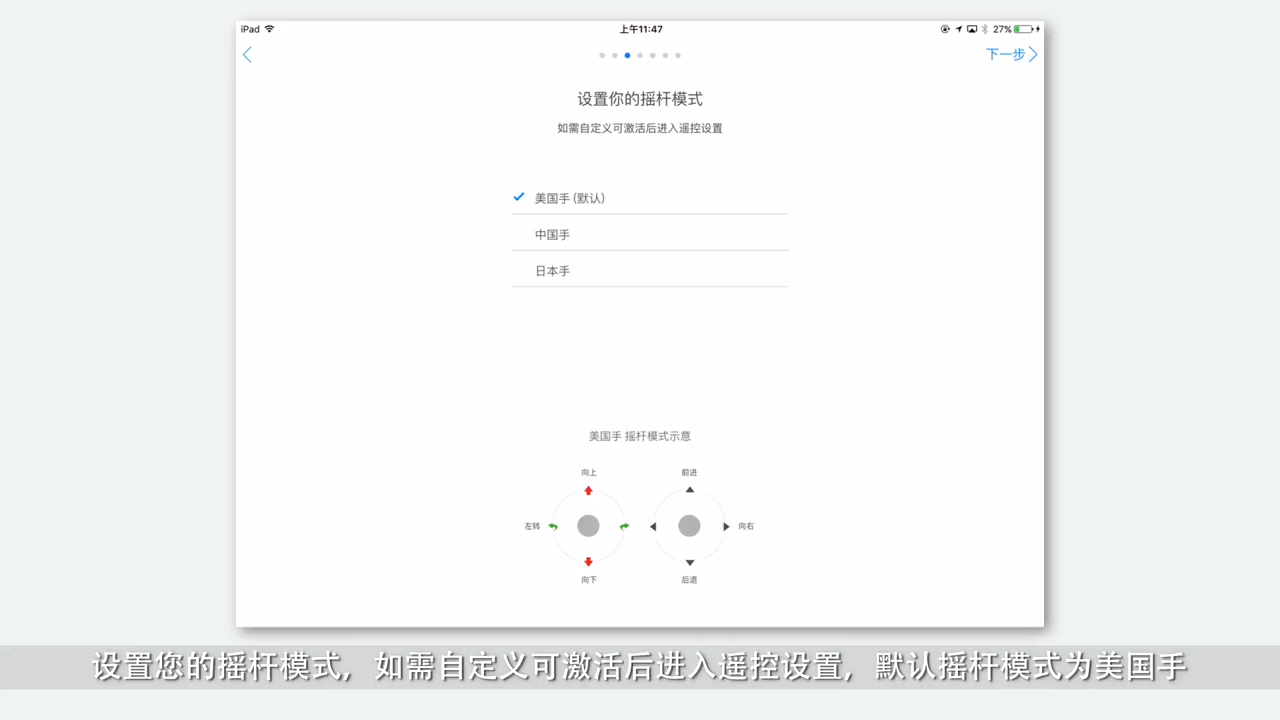 iPad
上午11:47
27%
下一步
设置你的摇杆模式
如需自定义可激活后进入遥控设置
美国手 (默认)
中国手
日本手
美国手 摇杆模式示意
向上
前进
左转
向右
向下
后退
设置您的摇杆模式，如需自定义可激活后进入遥控设置，默认摇杆模式为美国手